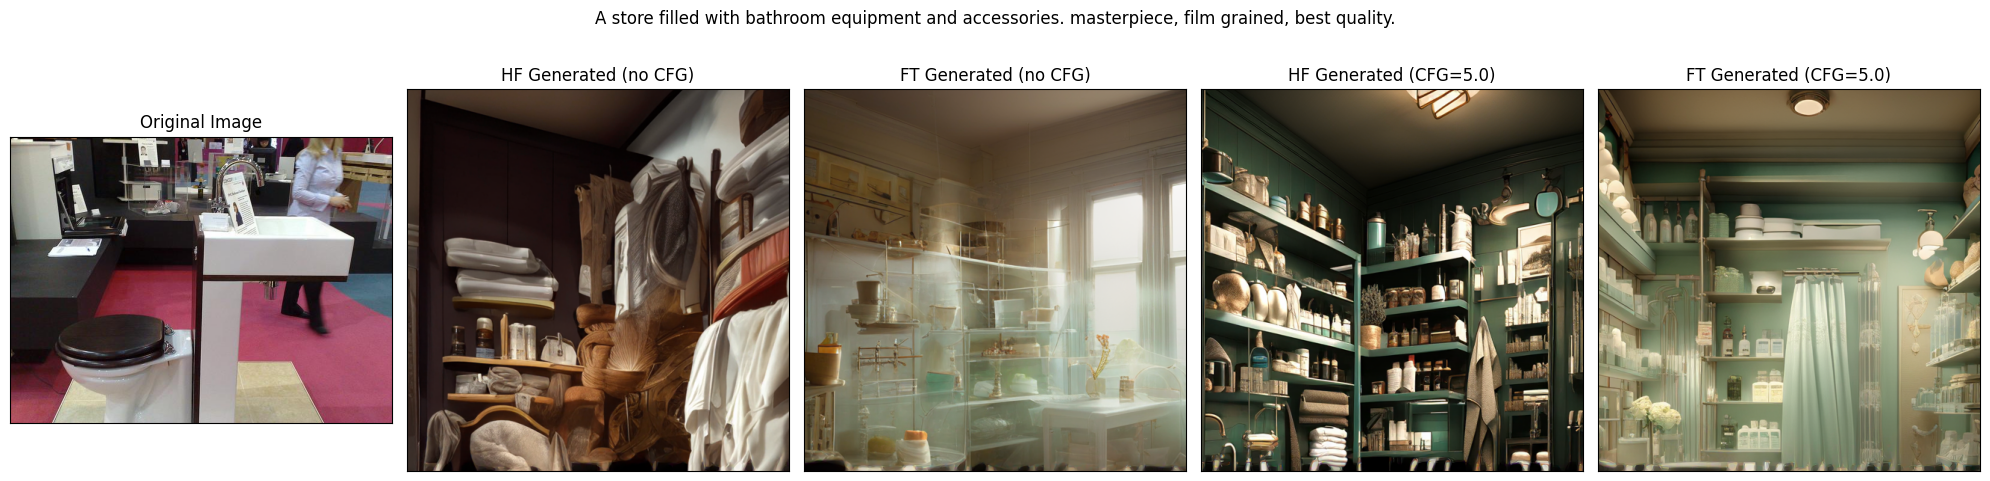 A store filled with bathroom equipment and accessories. masterpiece, film grained, best quality.
Original Image
HF Generated (no CFG)
FT Generated (no CFG)
HF Generated (CFG=5.0)
FT Generated (CFG=5.0)